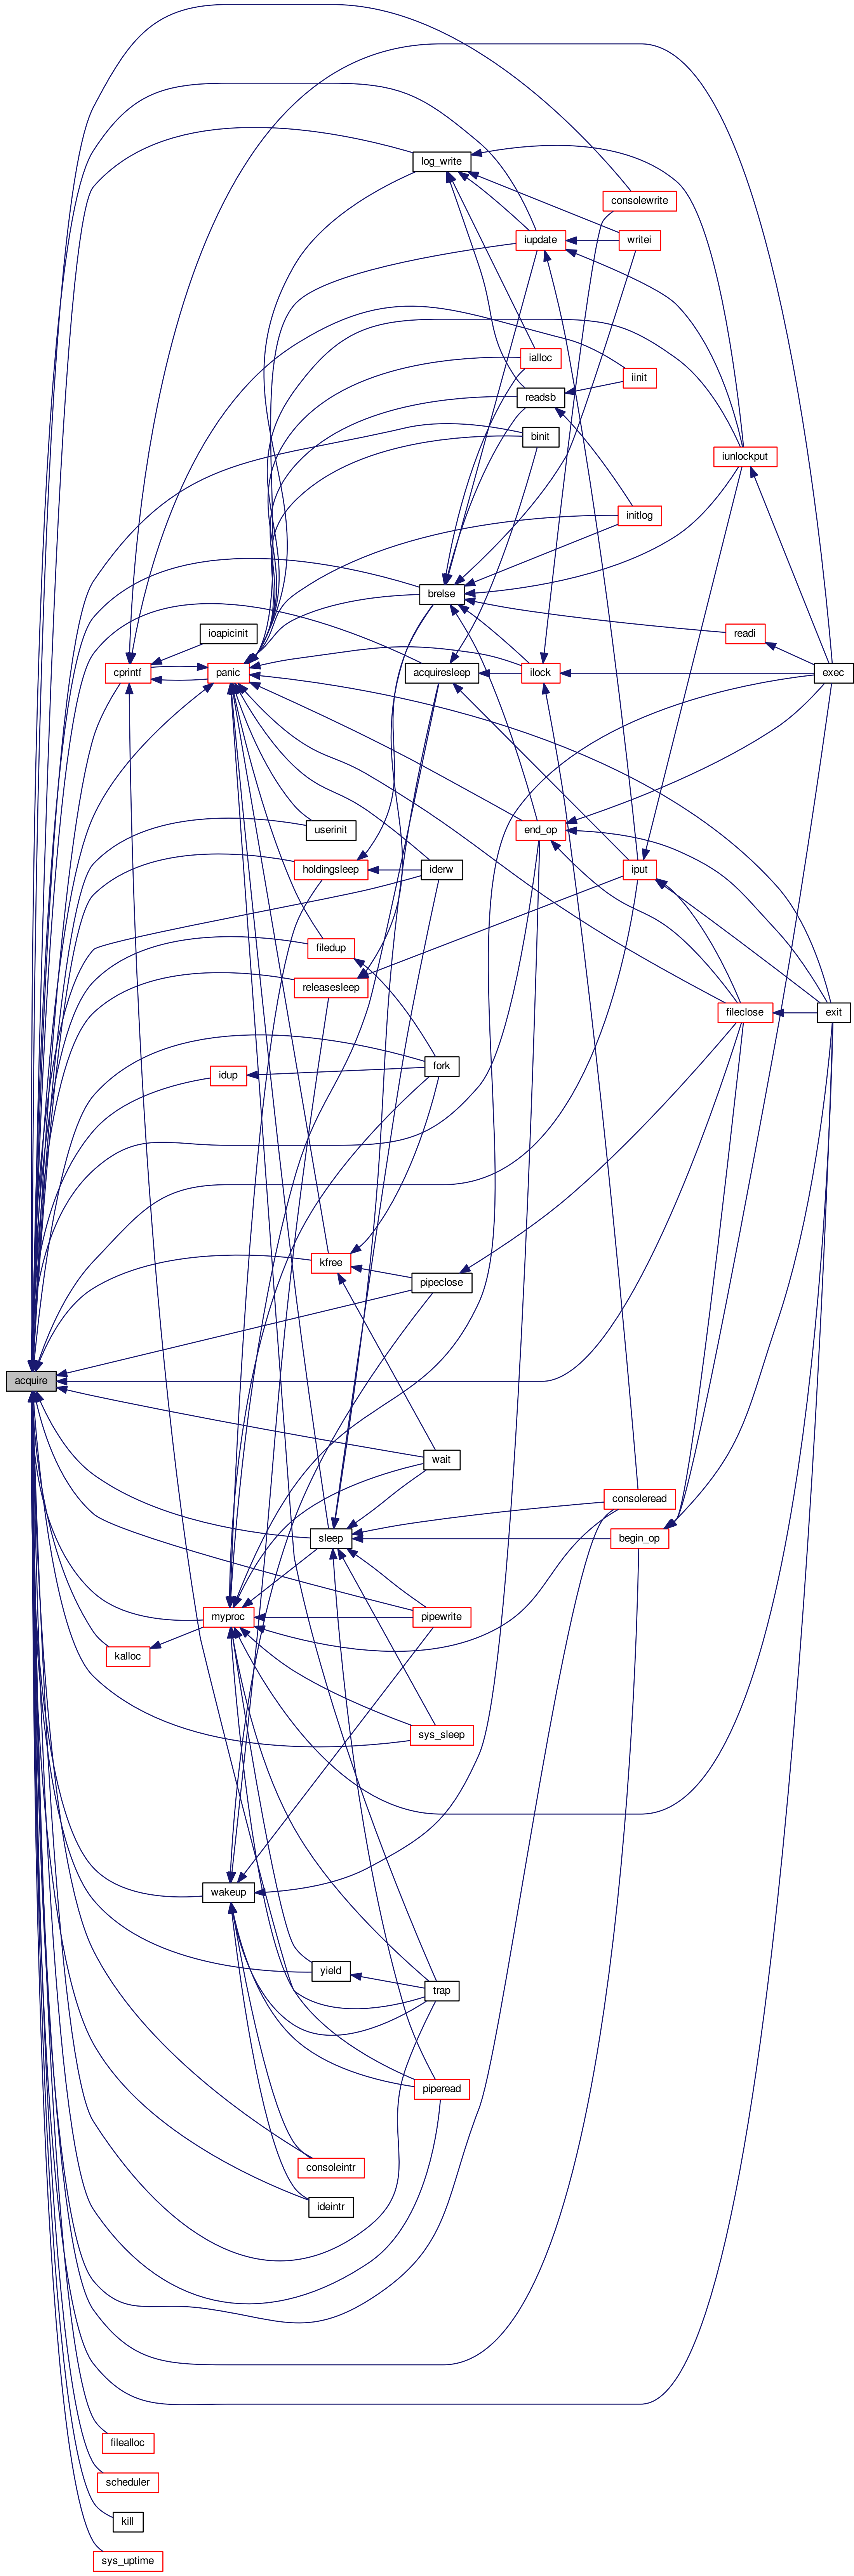 log_write
consolewrite
iupdate
writei
ialloc
iinit
readsb
binit
iunlockput
initlog
brelse
ioapicinit
readi
cprintf
panic
acquiresleep
ilock
exec
userinit
end_op
holdingsleep
iderw
iput
filedup
releasesleep
fileclose
exit
fork
idup
kfree
pipeclose
acquire
wait
consoleread
sleep
begin_op
myproc
pipewrite
kalloc
sys_sleep
wakeup
yield
trap
piperead
consoleintr
ideintr
filealloc
scheduler
kill
sys_uptime